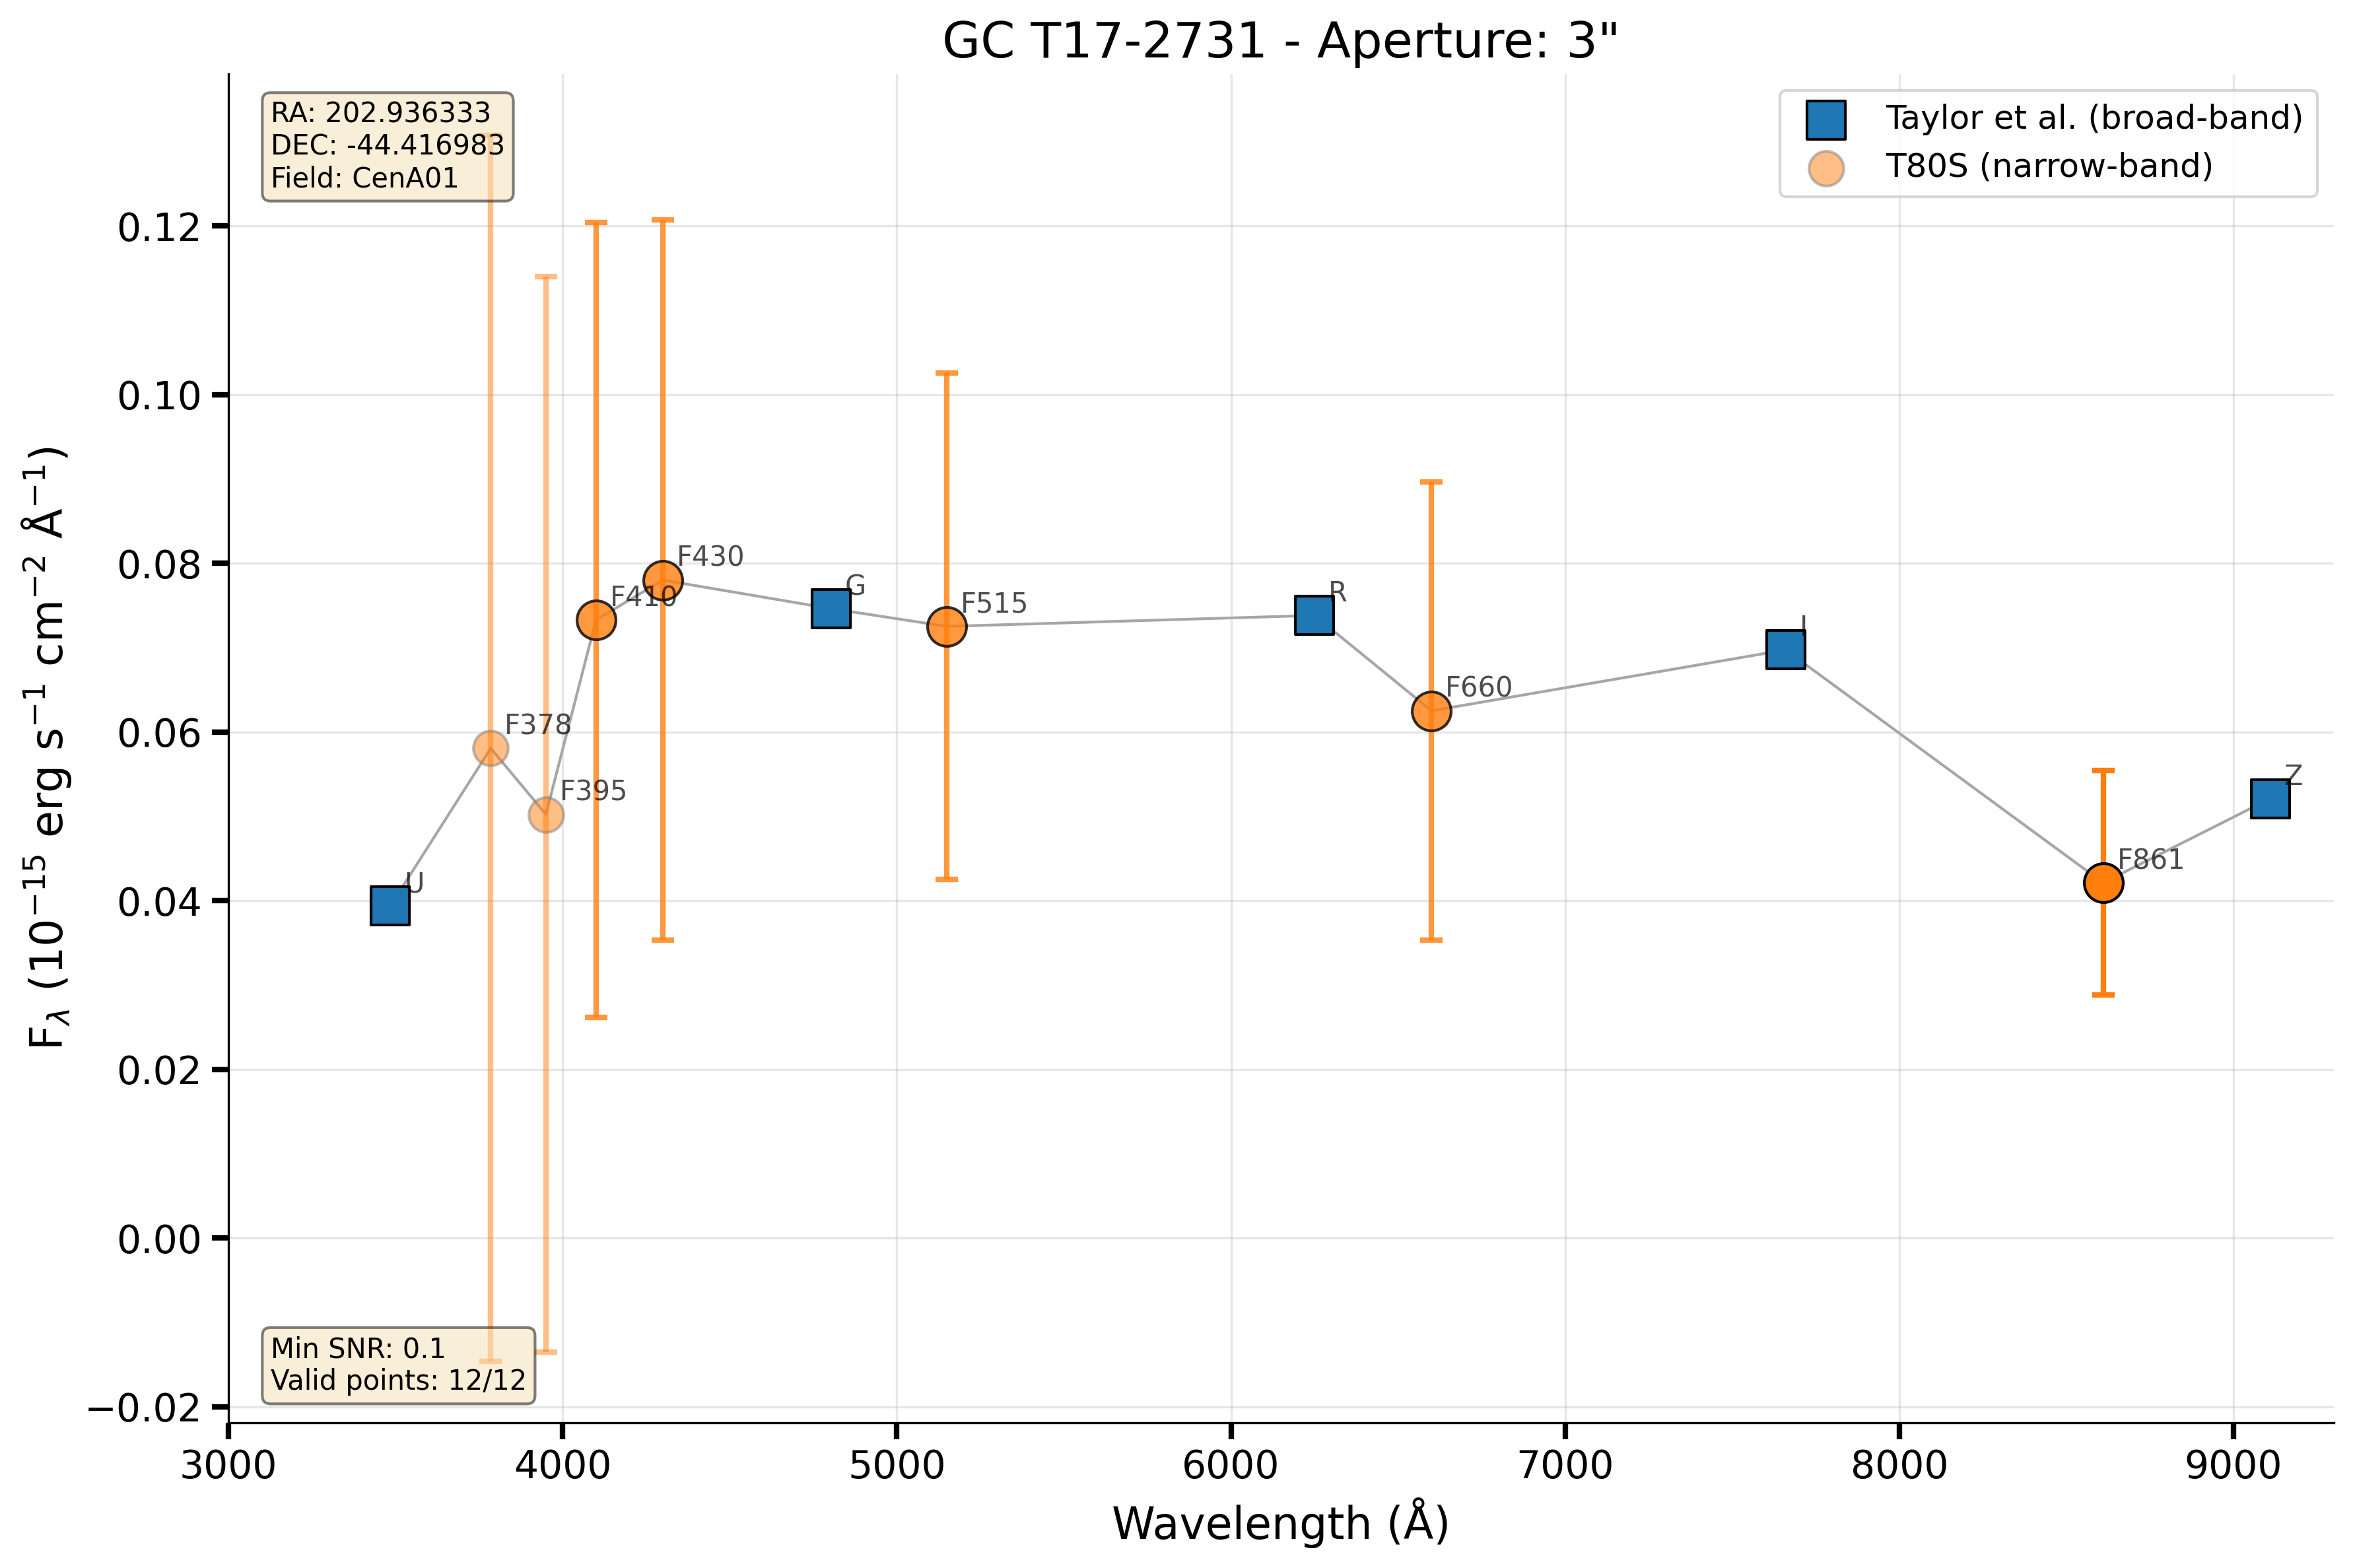 GC T17-2731 - Aperture: 3"
RA: 202.936333
DEC: -44.416983
Field: CenA01
Taylor et al. (broad-band)
T80S (narrow-band)
0.12
0.10
0.08
0.06
0.04
0.02
0.00
−0.02
F_λ (10⁻¹⁵ erg s⁻¹ cm⁻² Å⁻¹)
U
F378
F395
F410
F430
G
F515
R
F660
I
F861
Z
Min SNR: 0.1
Valid points: 12/12
3000 4000 5000 6000 7000 8000 9000
Wavelength (Å)